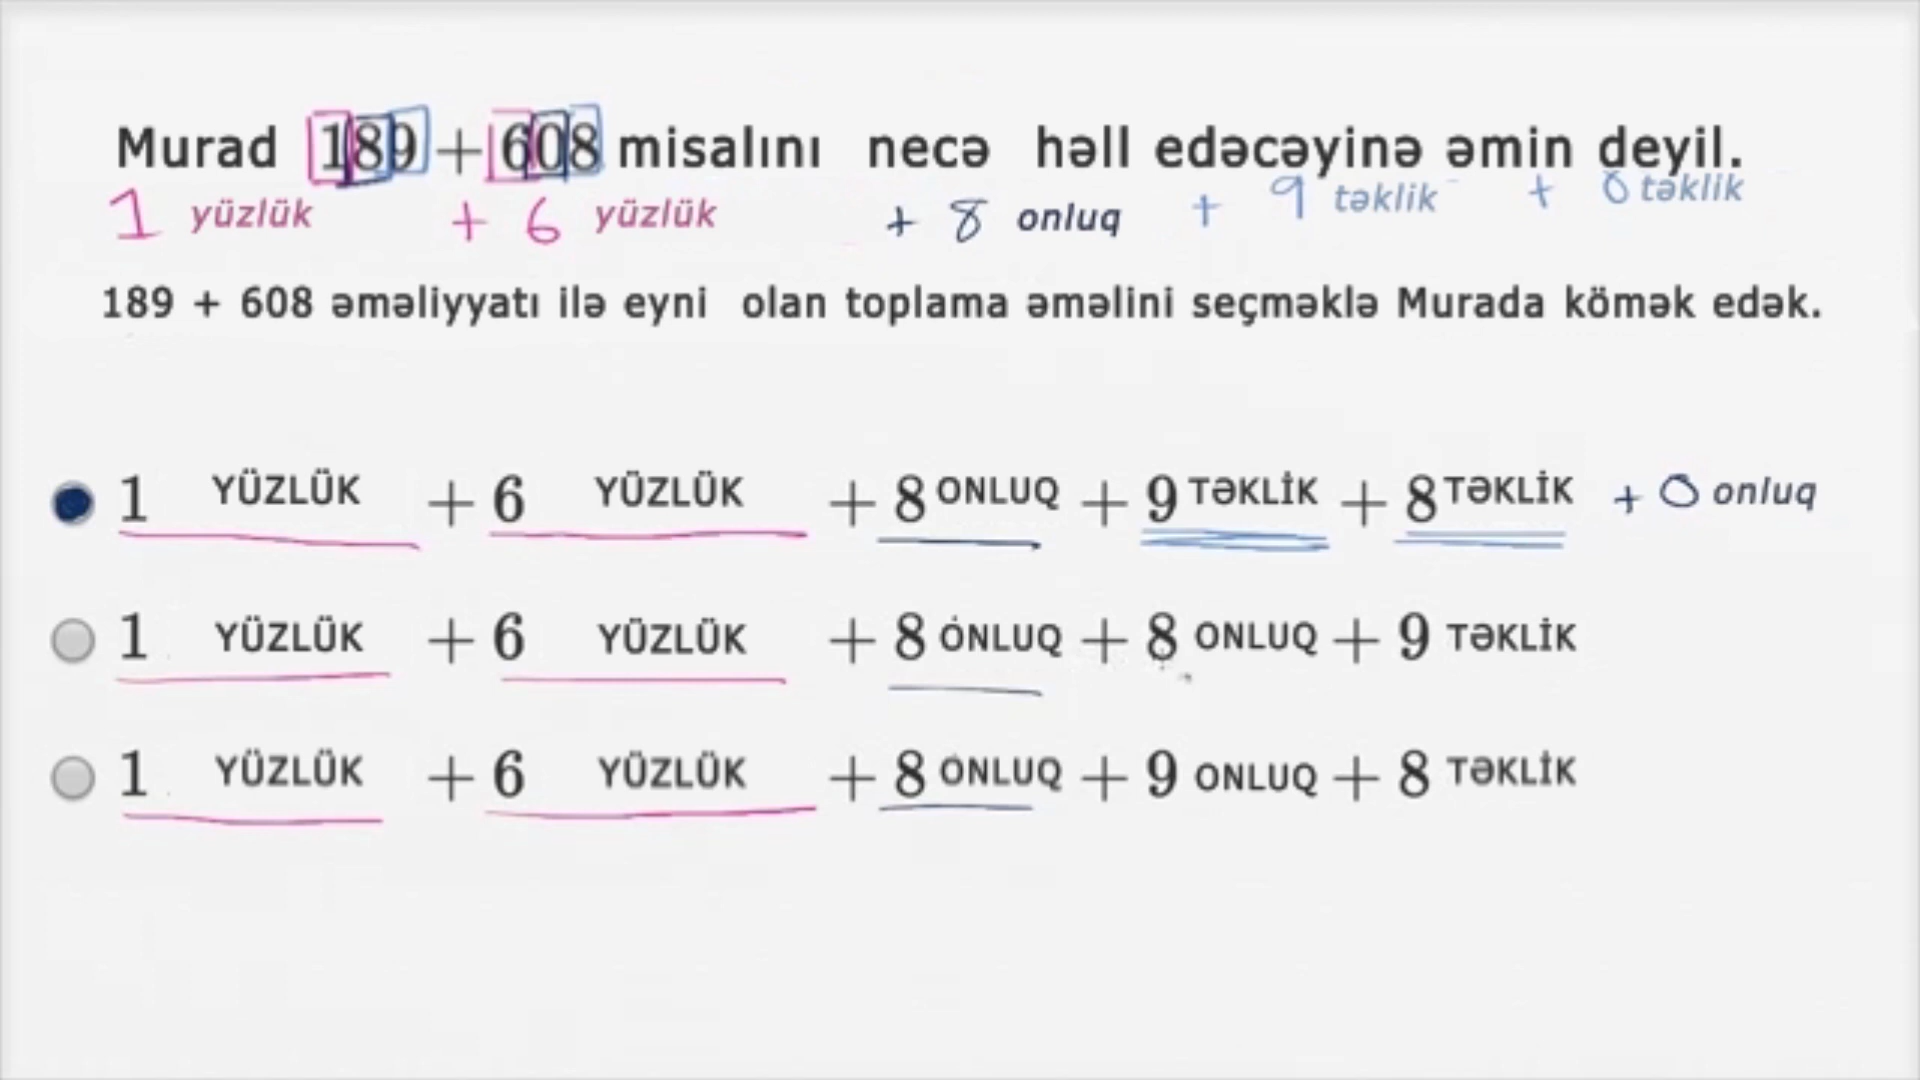 Murad 189 + 608 misalını necə həll edəcəyinə əmin deyil.
1 yüzlük + 6 yüzlük + 8 onluq + 9 təklik + təklik
189 + 608 əməliyyatı ilə eyni olan toplama əməlini seçməklə Murada kömək edək.
1 YÜZLÜK + 6 YÜZLÜK + 8 ONLUQ + 9 TƏKLİK + 8 TƏKLİK + 0 onluq
1 YÜZLÜK + 6 YÜZLÜK + 8 ONLUQ + 8 ONLUQ + 9 TƏKLİK
1 YÜZLÜK + 6 YÜZLÜK + 8 ONLUQ + 9 ONLUQ + 8 TƏKLİK